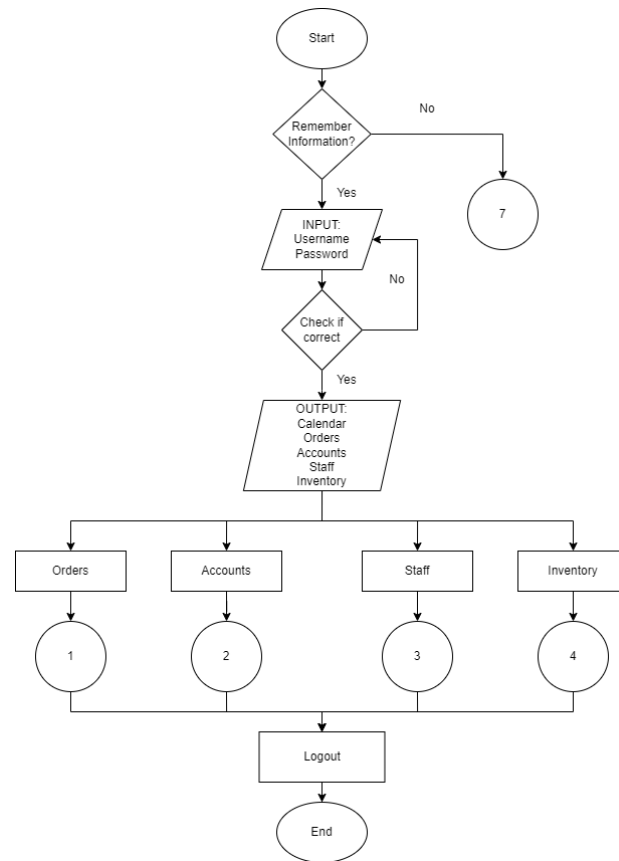 Start
Remember
Information?
No
Yes
7
INPUT:
Username
Password
No
Check if
correct
Yes
OUTPUT:
Calendar
Orders
Accounts
Staff
Inventory
Orders
Accounts
Staff
Inventory
1
2
3
4
Logout
End